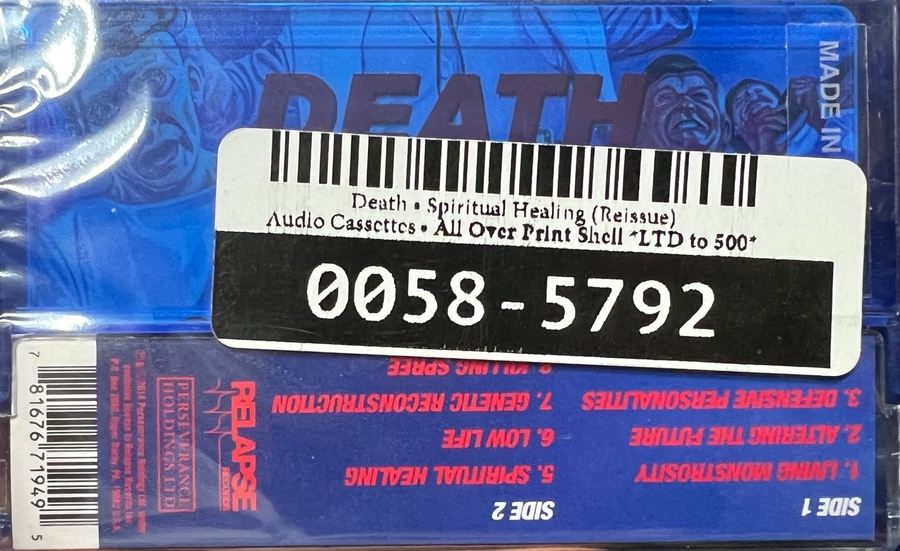 DEATH
MADE IN
Death • Spiritual Healing (Reissue)
Audio Cassettes • All Over Print Shell *LTD to 500*
0058-5792
SIDE 1
1. LIVING MONSTROSITY
2. ALTERING THE FUTURE
3. DEFENSIVE PERSONALITIES
SIDE 2
5. SPIRITUAL HEALING
6. LOW LIFE
7. GENETIC RECONSTRUCTION
KILLING SPREE
RELAPSE
RECORDS
PERSEVERANCE
HOLDINGS LTD
7 81676 71949 5